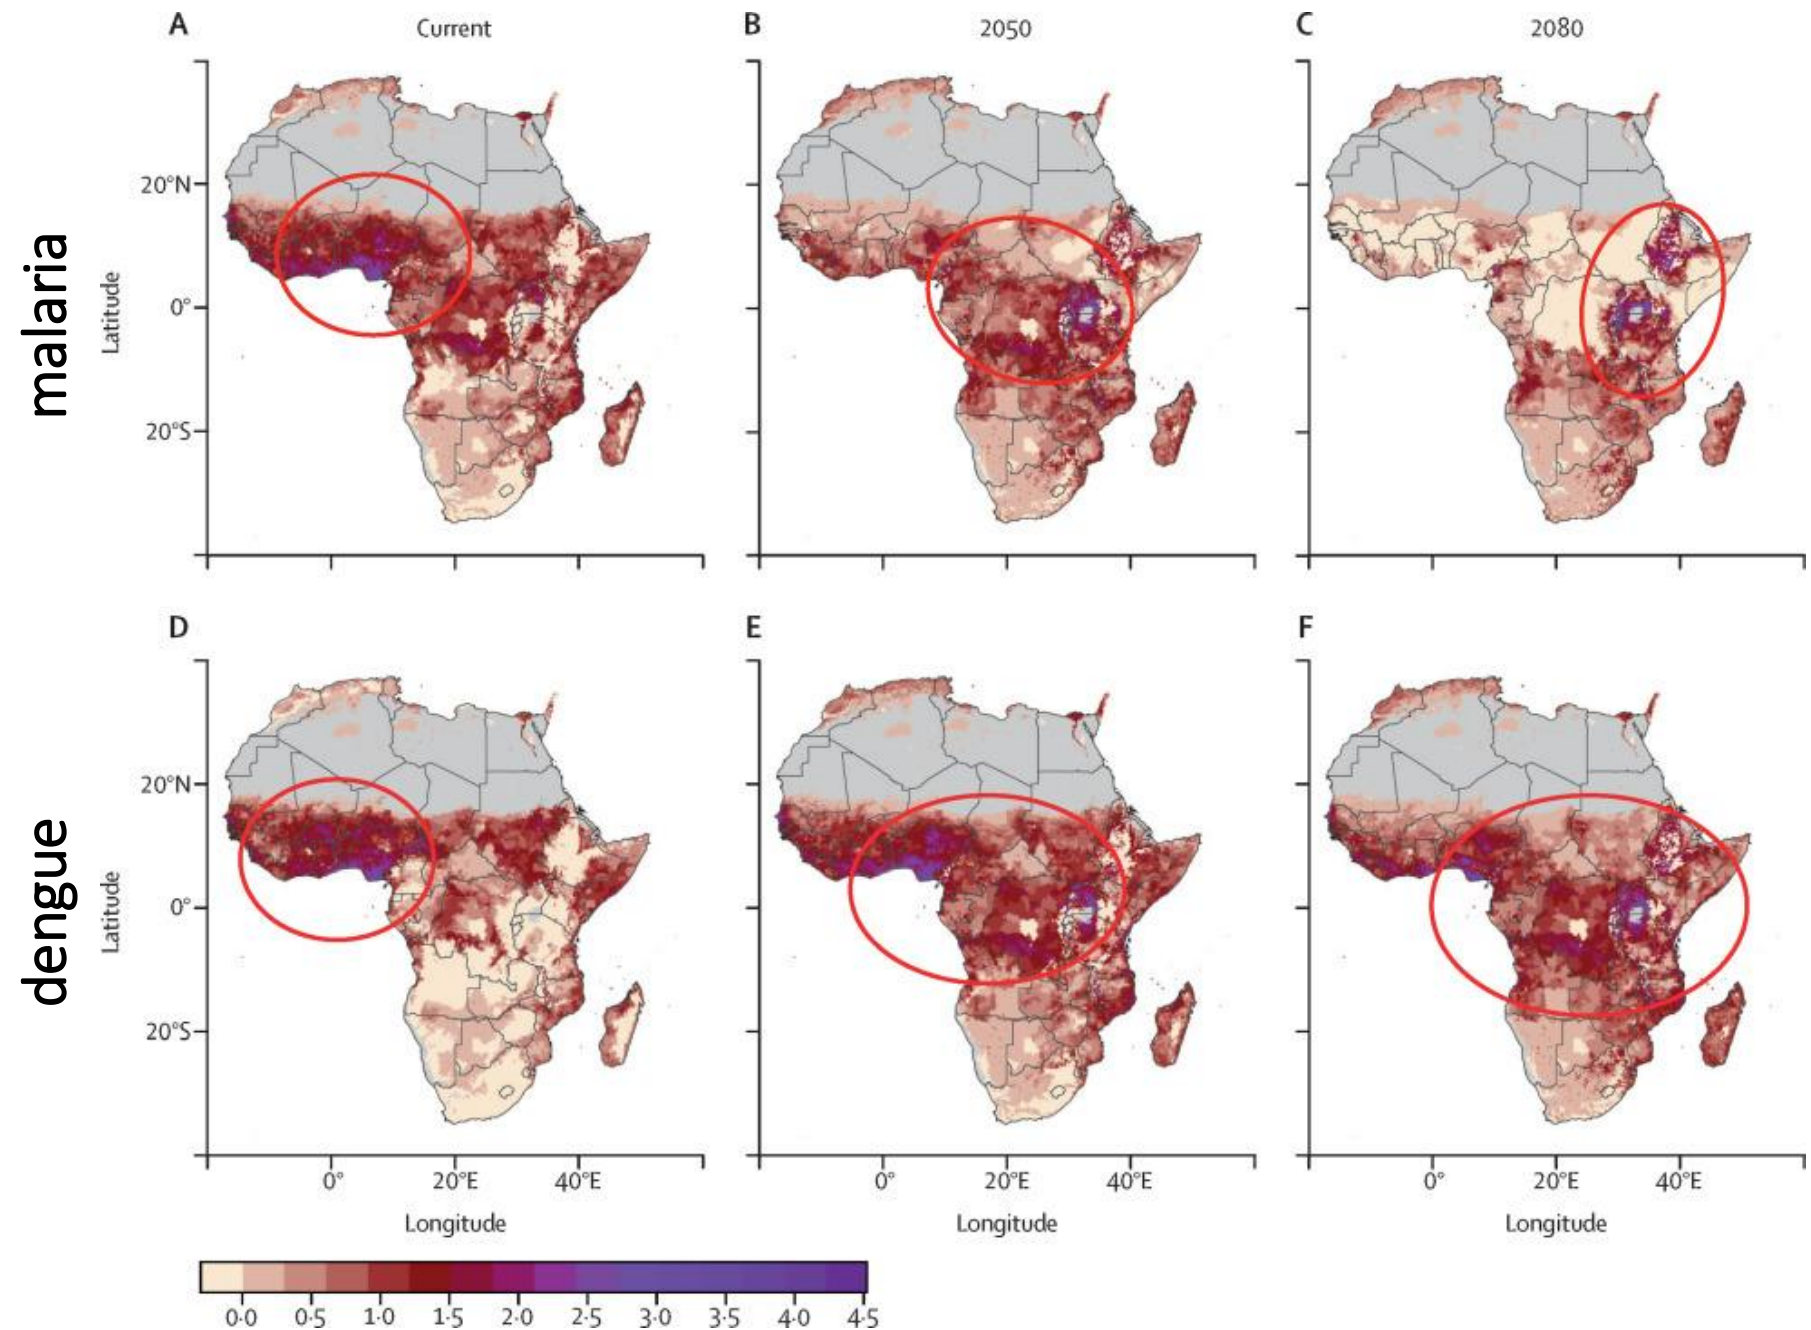 A Current B 2050 C 2080
malaria
Latitude
20°N
0°
20°S
D E F
dengue
Latitude
20°N
0°
20°S
0° 20°E 40°E 0° 20°E 40°E 0° 20°E 40°E
Longitude Longitude Longitude
0·0 0·5 1·0 1·5 2·0 2·5 3·0 3·5 4·0 4·5